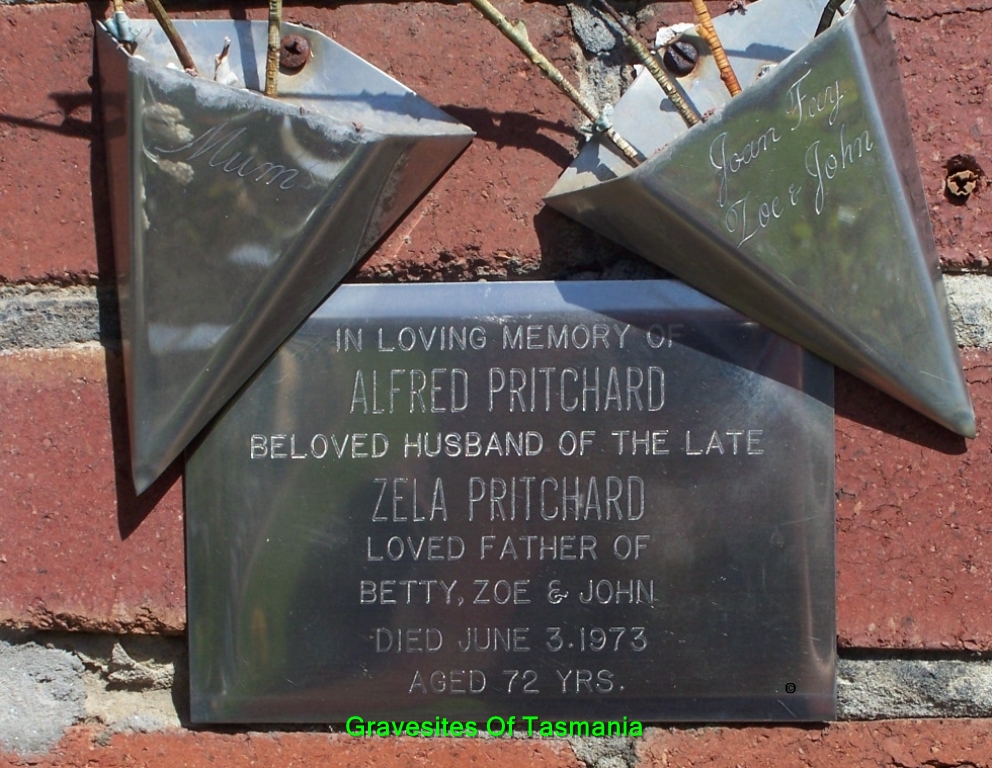 Mum
Joan Fay
Zoe & John
IN LOVING MEMORY OF
ALFRED PRITCHARD
BELOVED HUSBAND OF THE LATE
ZELA PRITCHARD
LOVED FATHER OF
BETTY, ZOE & JOHN
DIED JUNE 3.1973
AGED 72 YRS.
©
Gravesites Of Tasmania